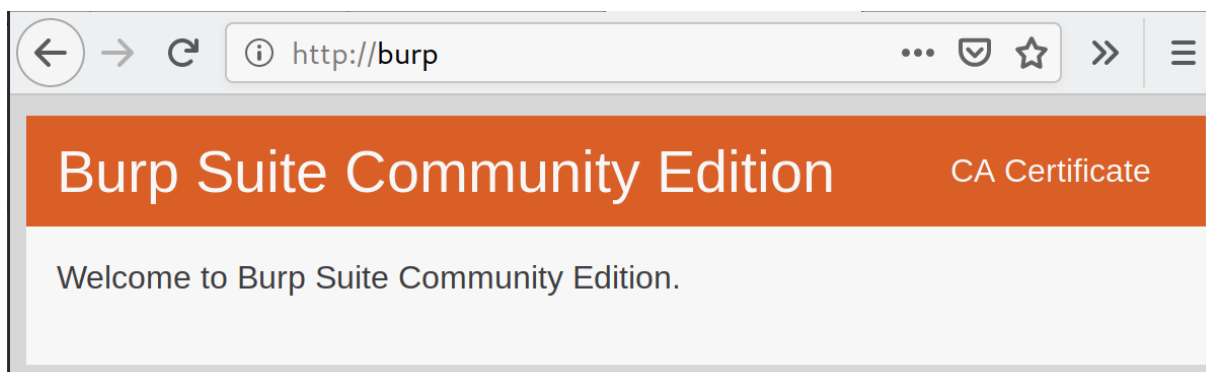 http://burp
Burp Suite Community Edition CA Certificate
Welcome to Burp Suite Community Edition.